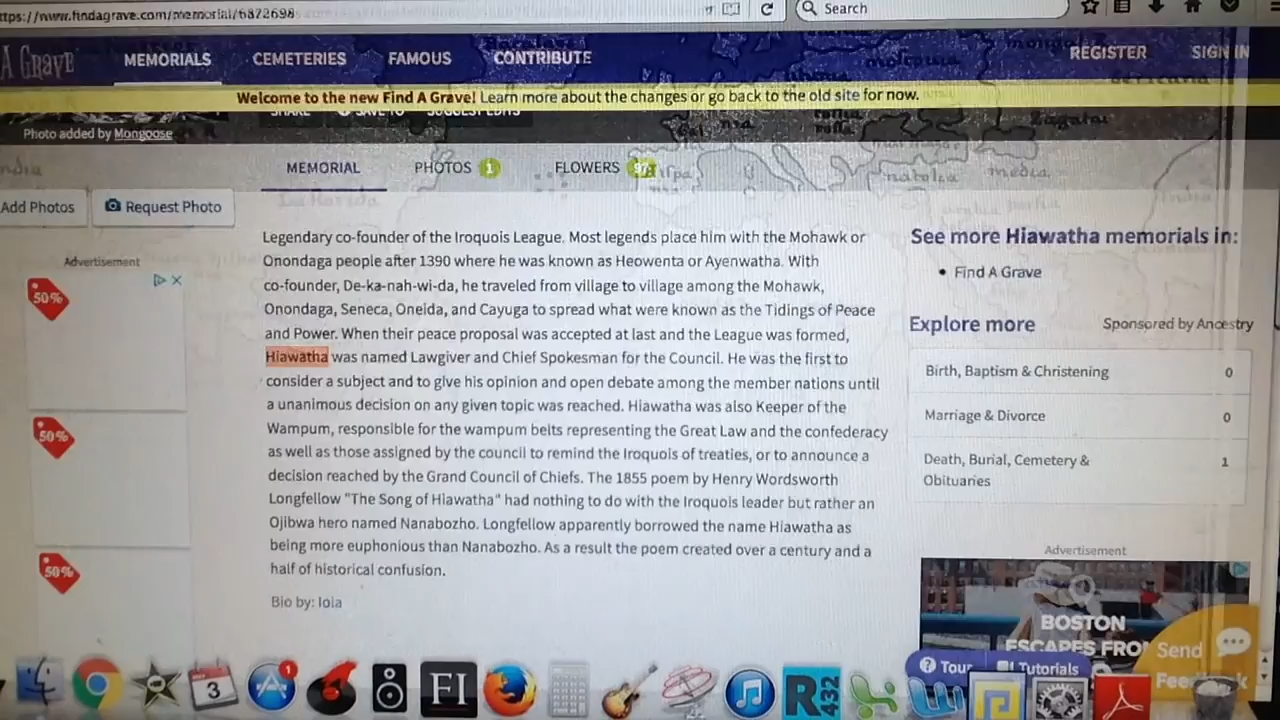 ttps://www.findagrave.com/memorial/6872698
Search
A GRAVE
MEMORIALS
CEMETERIES
FAMOUS
CONTRIBUTE
REGISTER
SIGN IN
Welcome to the new Find A Grave! Learn more about the changes or go back to the old site for now.
SHARE
SAVE TO
SUGGEST EDITS
Photo added by Mongoose
MEMORIAL
PHOTOS 1
FLOWERS
natolia
media
Add Photos
Request Photo
Advertisement
50%
50%
50%
Legendary co-founder of the Iroquois League. Most legends place him with the Mohawk or
Onondaga people after 1390 where he was known as Heowenta or Ayenwatha. With
co-founder, De-ka-nah-wi-da, he traveled from village to village among the Mohawk,
Onondaga, Seneca, Oneida, and Cayuga to spread what were known as the Tidings of Peace
and Power. When their peace proposal was accepted at last and the League was formed,
Hiawatha was named Lawgiver and Chief Spokesman for the Council. He was the first to
consider a subject and to give his opinion and open debate among the member nations until
a unanimous decision on any given topic was reached. Hiawatha was also Keeper of the
Wampum, responsible for the wampum belts representing the Great Law and the confederacy
as well as those assigned by the council to remind the Iroquois of treaties, or to announce a
decision reached by the Grand Council of Chiefs. The 1855 poem by Henry Wordsworth
Longfellow "The Song of Hiawatha" had nothing to do with the Iroquois leader but rather an
Ojibwa hero named Nanabozho. Longfellow apparently borrowed the name Hiawatha as
being more euphonious than Nanabozho. As a result the poem created over a century and a
half of historical confusion.
Bio by: Iola
See more Hiawatha memorials in:
• Find A Grave
Explore more
Sponsored by Ancestry
Birth, Baptism & Christening 0
Marriage & Divorce 0
Death, Burial, Cemetery & 1
Obituaries
Advertisement
BOSTON
ESCAPES FRO
Send
Feedback
Tour
Tutorials
3
1
FI
R
432